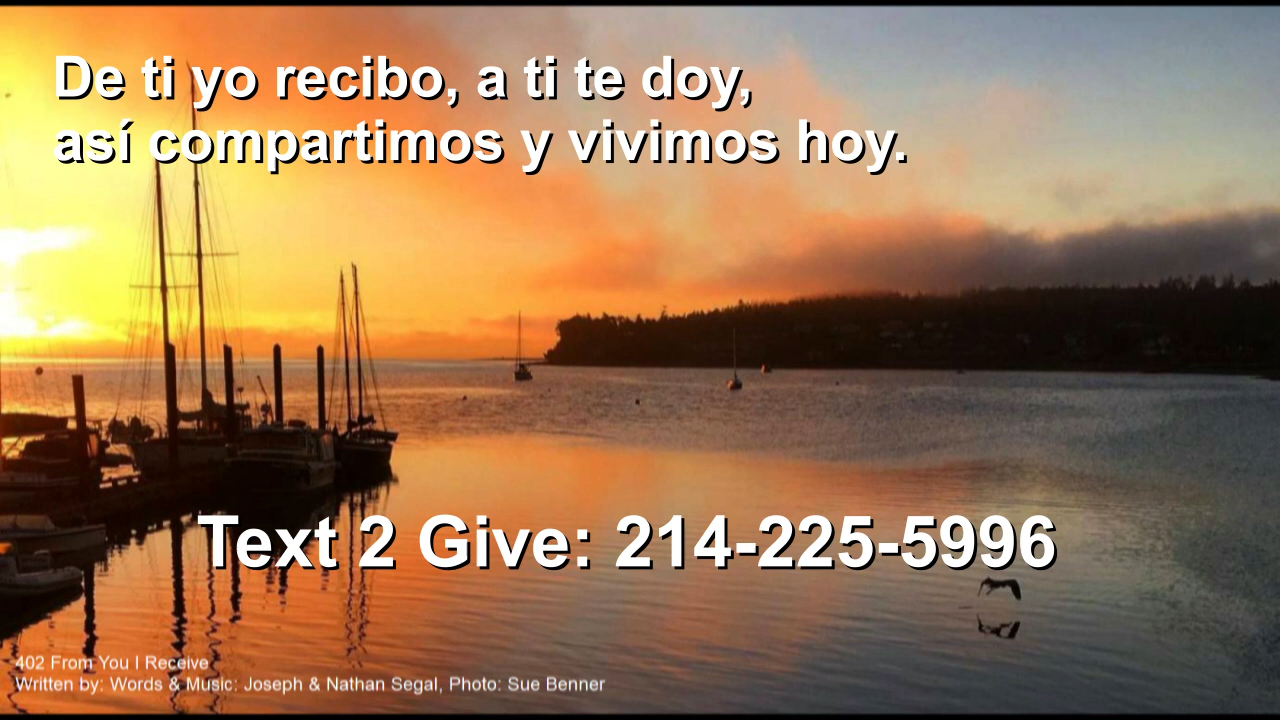 De ti yo recibo, a ti te doy,
así compartimos y vivimos hoy.
Text 2 Give: 214-225-5996
402 From You I Receive
Written by: Words & Music: Joseph & Nathan Segal, Photo: Sue Benner